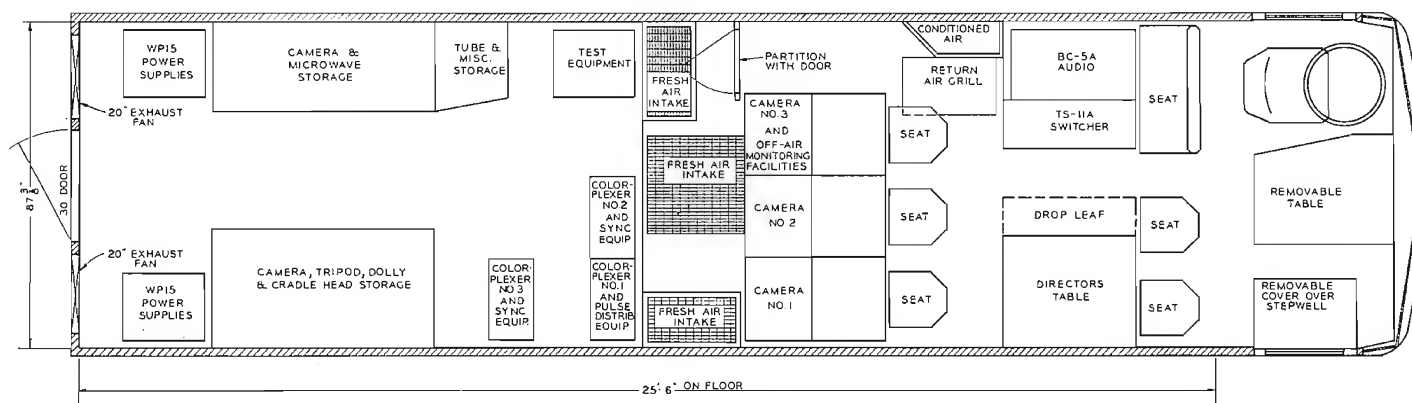 WP15
POWER
SUPPLIES
CAMERA &
MICROWAVE
STORAGE
TUBE &
MISC.
STORAGE
TEST
EQUIPMENT
FRESH
AIR
INTAKE
PARTITION
WITH DOOR
CONDITIONED
AIR
RETURN
AIR GRILL
BC-5A
AUDIO
TS-11A
SWITCHER
SEAT
20" EXHAUST
FAN
CAMERA
NO.3
AND
OFF-AIR
MONITORING
FACILITIES
SEAT
FRESH AIR
INTAKE
87 3/8"
30 DOOR
COLOR-
PLEXER
NO.2
AND
SYNC
EQUIP
CAMERA
NO 2
SEAT
DROP LEAF
SEAT
REMOVABLE
TABLE
20" EXHAUST
FAN
WP15
POWER
SUPPLIES
CAMERA, TRIPOD, DOLLY
& CRADLE HEAD STORAGE
COLOR-
PLEXER
NO 3
AND
SYNC
EQUIP.
COLOR-
PLEXER
NO.1
AND
PULSE
DISTRIB
EQUIP
FRESH AIR
INTAKE
CAMERA
NO.1
SEAT
DIRECTORS
TABLE
SEAT
REMOVABLE
COVER OVER
STEPWELL
25'-6" ON FLOOR